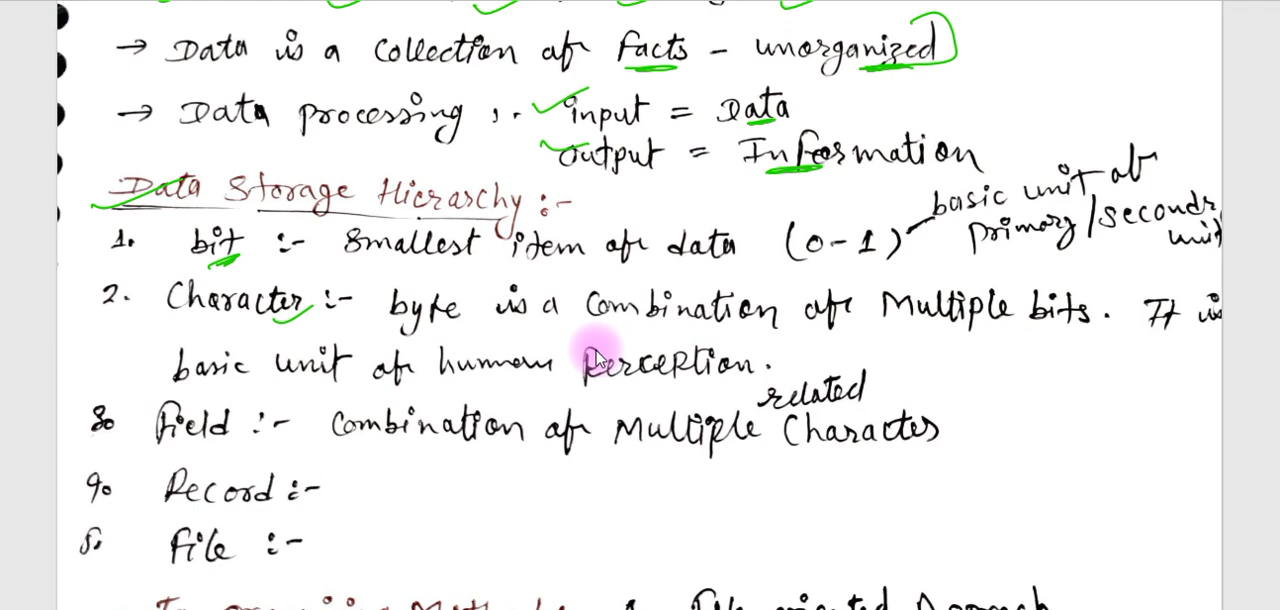 → Data is a collection of facts - unorganized
→ Data processing :- input = Data
output = Information
Data Storage Hierarchy :-
basic unit of
primary/secondr
unit
1. bit :- Smallest item of data (0-1)
2. Character :- byte is a Combination of Multiple bits. It is
basic unit of human Perception.
related
3. Field :- Combination of Multiple Character
4. Record :-
5. File :-